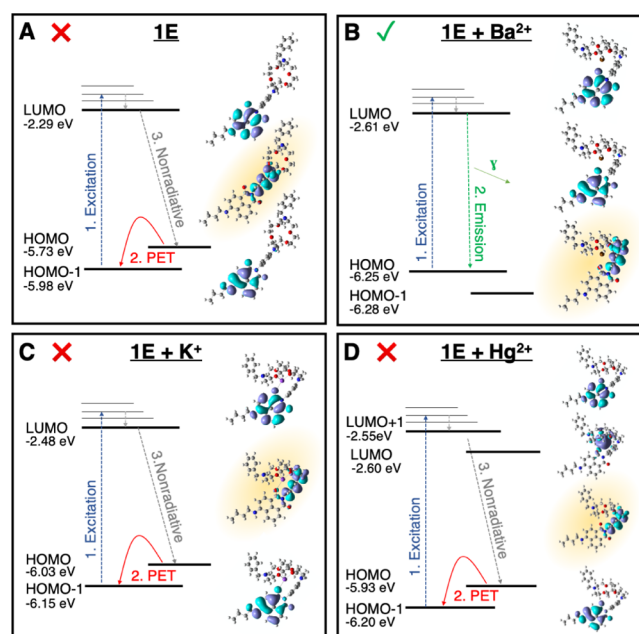 A ✕ 1E
LUMO
-2.29 eV
1. Excitation
3. Nonradiative
2. PET
HOMO
-5.73 eV
HOMO-1
-5.98 eV
B ✓ 1E + Ba²⁺
LUMO
-2.61 eV
1. Excitation
2. Emission
γ
HOMO
-6.25 eV
HOMO-1
-6.28 eV
C ✕ 1E + K⁺
LUMO
-2.48 eV
1. Excitation
3.Nonradiative
2. PET
HOMO
-6.03 eV
HOMO-1
-6.15 eV
D ✕ 1E + Hg²⁺
LUMO+1
-2.55eV
LUMO
-2.60 eV
1. Excitation
3. Nonradiative
2. PET
HOMO
-5.93 eV
HOMO-1
-6.20 eV